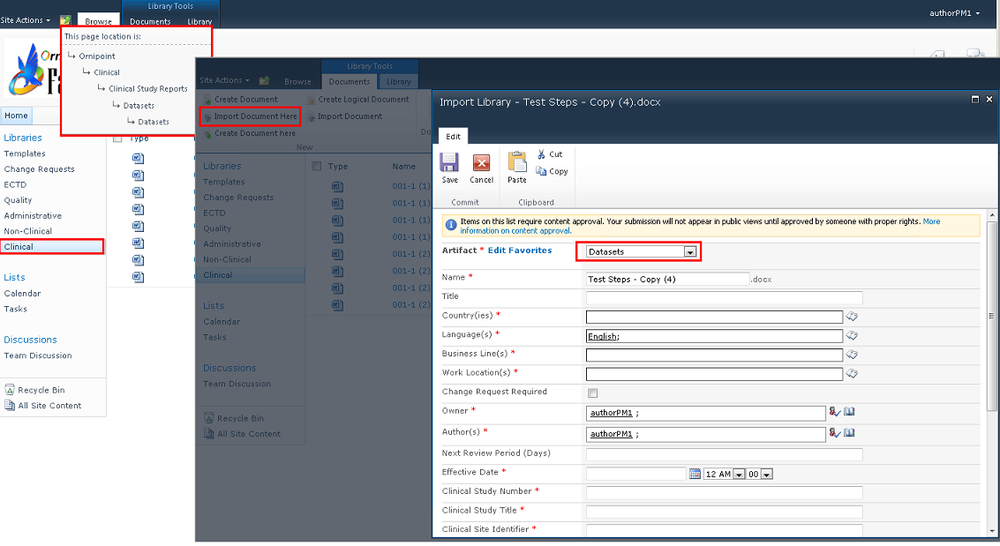 Library Tools
Site Actions
Browse
Documents
Library
authorPM1
This page location is:
Ornipoint
Clinical
Clinical Study Reports
Datasets
Datasets
Home
Type
Libraries
Templates
Change Requests
ECTD
Quality
Administrative
Non-Clinical
Clinical
Lists
Calendar
Tasks
Discussions
Team Discussion
Recycle Bin
All Site Content
Library Tools
Site Actions
Browse
Documents
Library
Create Document
Create Logical Document
Import Document Here
Import Document
Create Document here
Do
New
Libraries
Templates
Change Requests
ECTD
Quality
Administrative
Non-Clinical
Clinical
Lists
Calendar
Tasks
Discussions
Team Discussion
Recycle Bin
All Site Content
Type Name
001-1 (1)
001-1 (1)
001-1 (1)
001-1 (1)
001-1 (2)
001-1 (2)
001-1 (2)
001-1 (2)
Import Library - Test Steps - Copy (4).docx
Edit
Save
Cancel
Paste
Cut
Copy
Commit
Clipboard
Items on this list require content approval. Your submission will not appear in public views until approved by someone with proper rights. More
information on content approval.
Artifact * Edit Favorites Datasets
Name * Test Steps - Copy (4) .docx
Title
Country(ies) *
Language(s) * English;
Business Line(s) *
Work Location(s) *
Change Request Required
Owner * authorPM1 ;
Author(s) * authorPM1 ;
Next Review Period (Days)
Effective Date * 12 AM 00
Clinical Study Number *
Clinical Study Title *
Clinical Site Identifier *